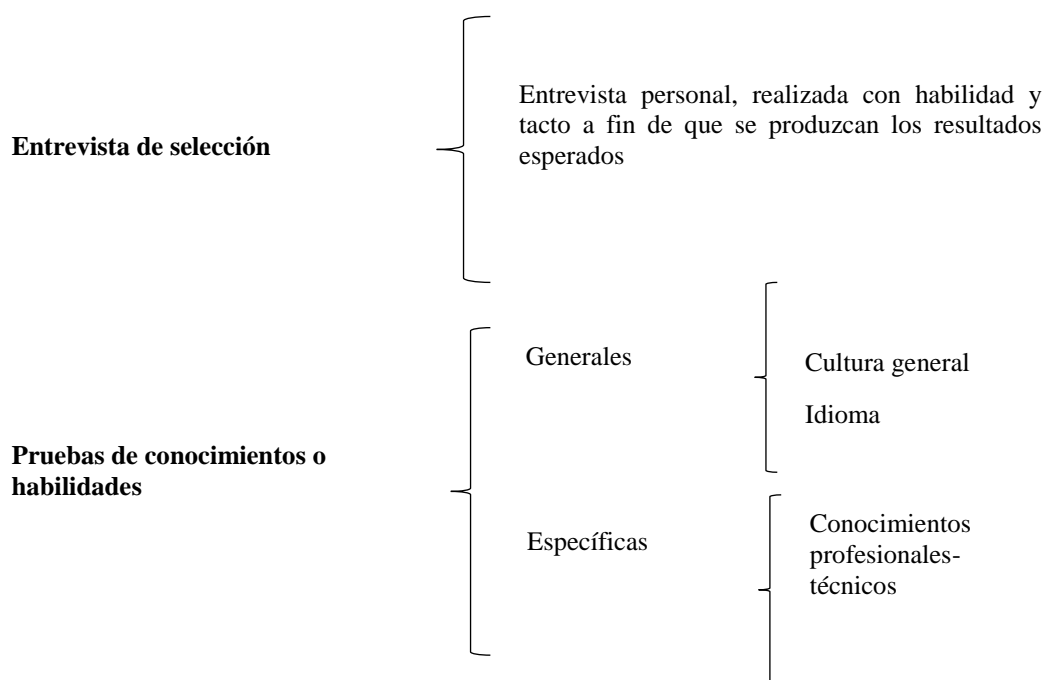 Entrevista de selección
Entrevista personal, realizada con habilidad y
tacto a fin de que se produzcan los resultados
esperados
Pruebas de conocimientos o
habilidades
Generales
Cultura general
Idioma
Específicas
Conocimientos
profesionales-
técnicos